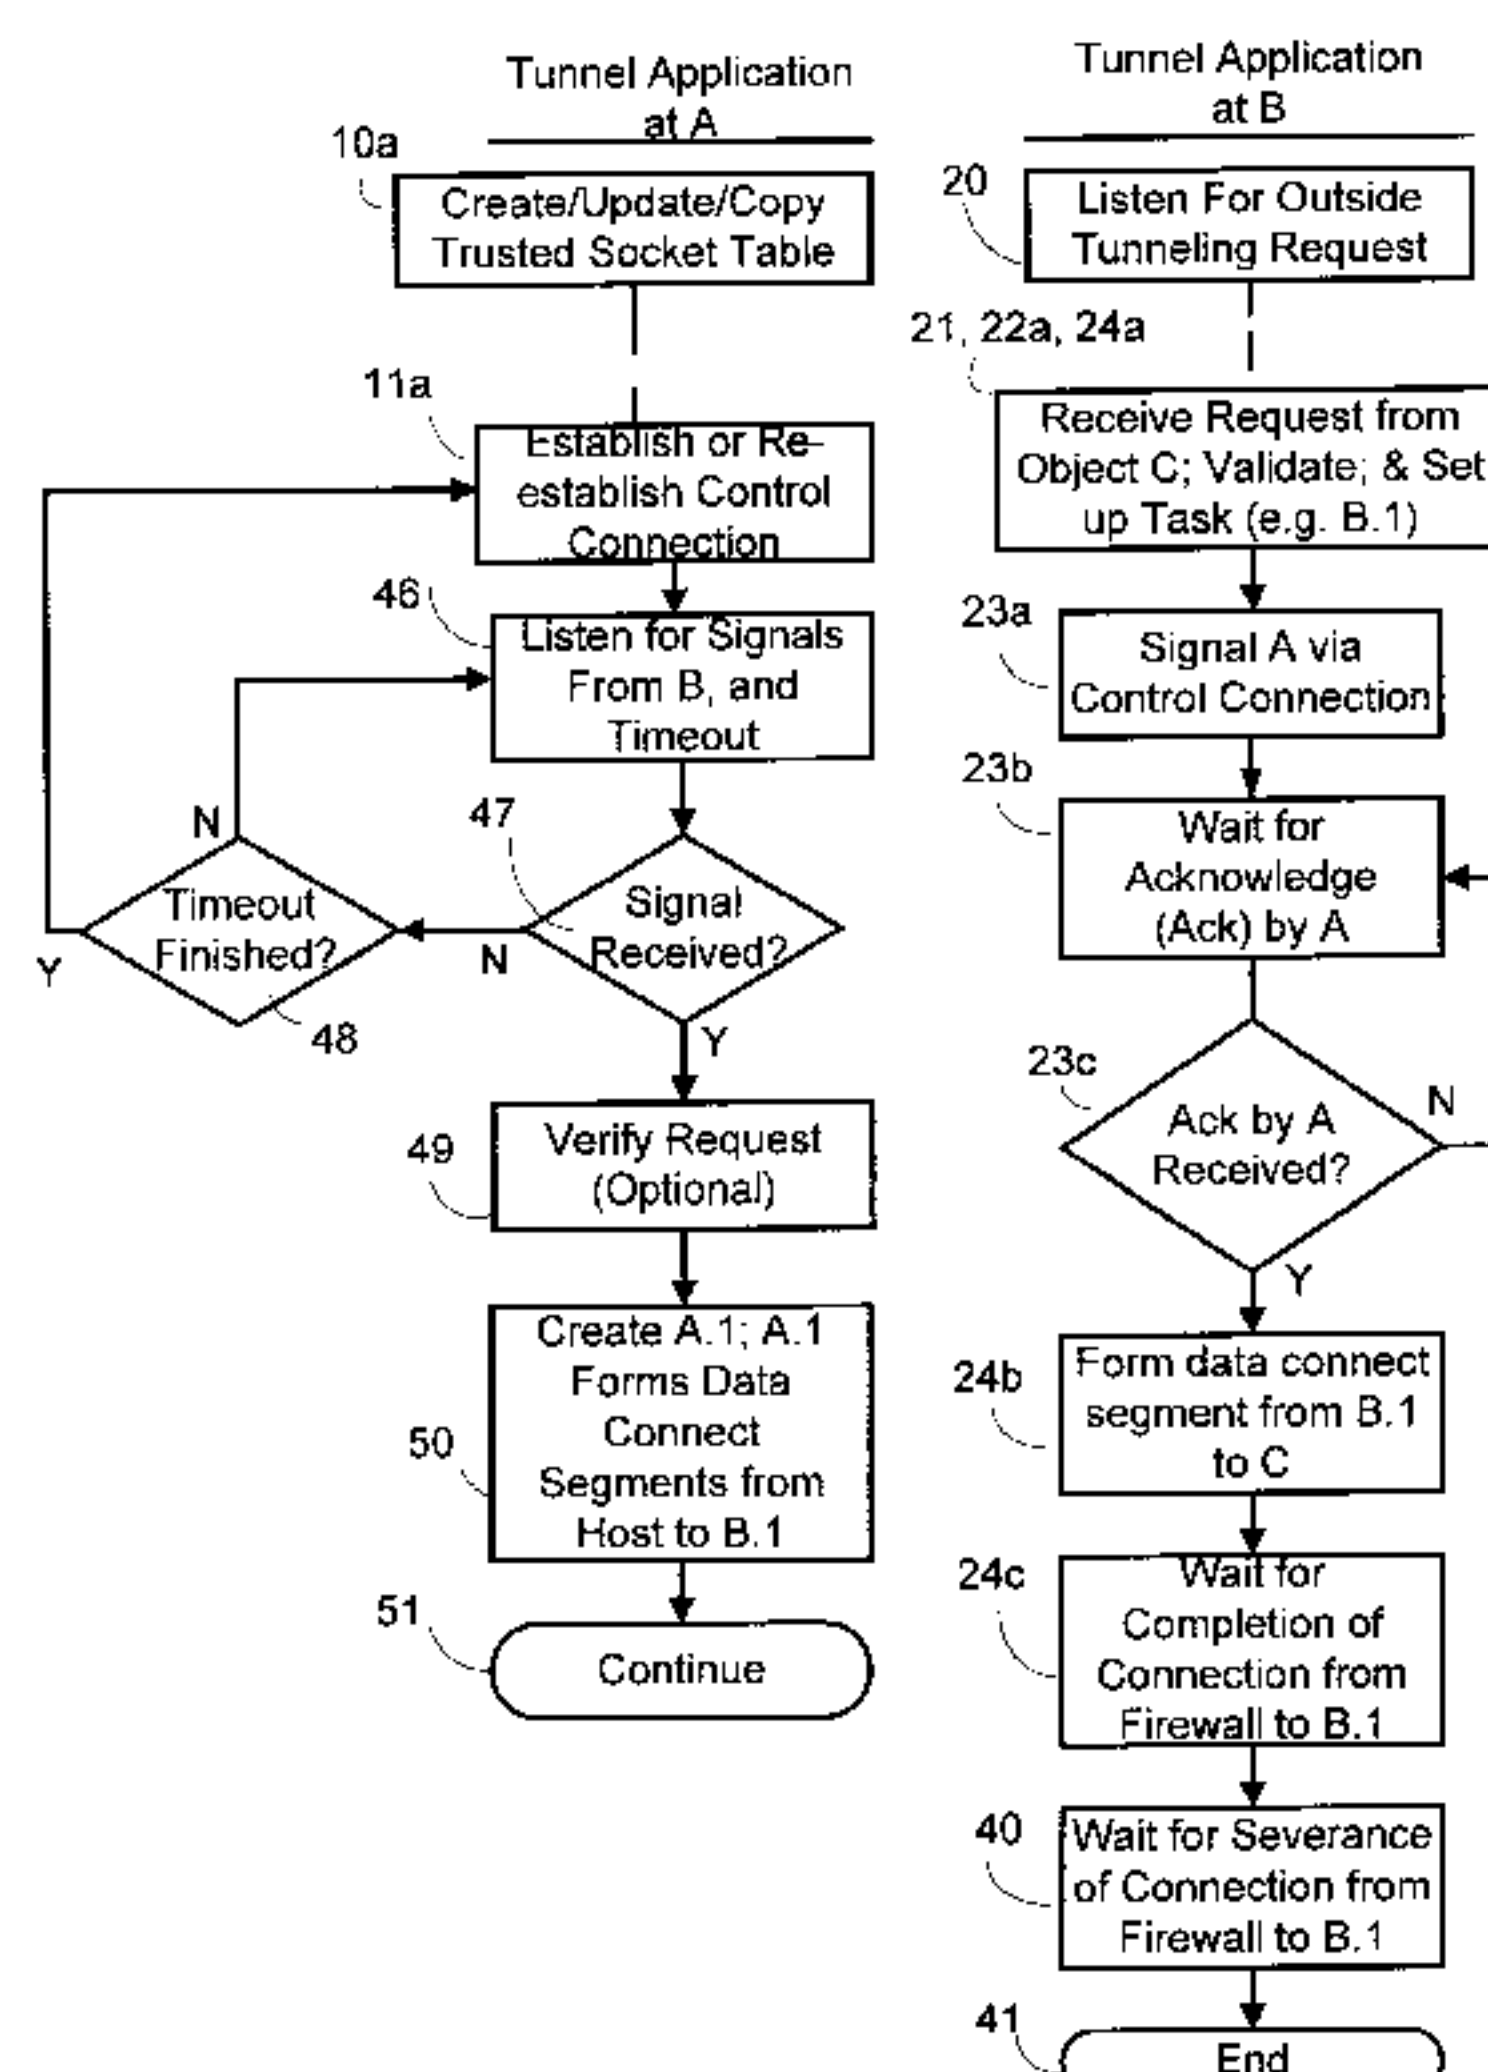 Tunnel Application
at A
10a
Create/Update/Copy
Trusted Socket Table
11a
Establish or Re-
establish Control
Connection
46
Listen for Signals
From B, and
Timeout
N
47
Timeout
Finished?
Signal
Received?
Y
N
48
Y
49
Verify Request
(Optional)
50
Create A.1; A.1
Forms Data
Connect
Segments from
Host to B.1
51
Continue
Tunnel Application
at B
20
Listen For Outside
Tunneling Request
21, 22a, 24a
Receive Request from
Object C; Validate; & Set
up Task (e.g. B.1)
23a
Signal A via
Control Connection
23b
Wait for
Acknowledge
(Ack) by A
23c
N
Ack by A
Received?
Y
24b
Form data connect
segment from B.1
to C
24c
Wait for
Completion of
Connection from
Firewall to B.1
40
Wait for Severance
of Connection from
Firewall to B.1
41
End